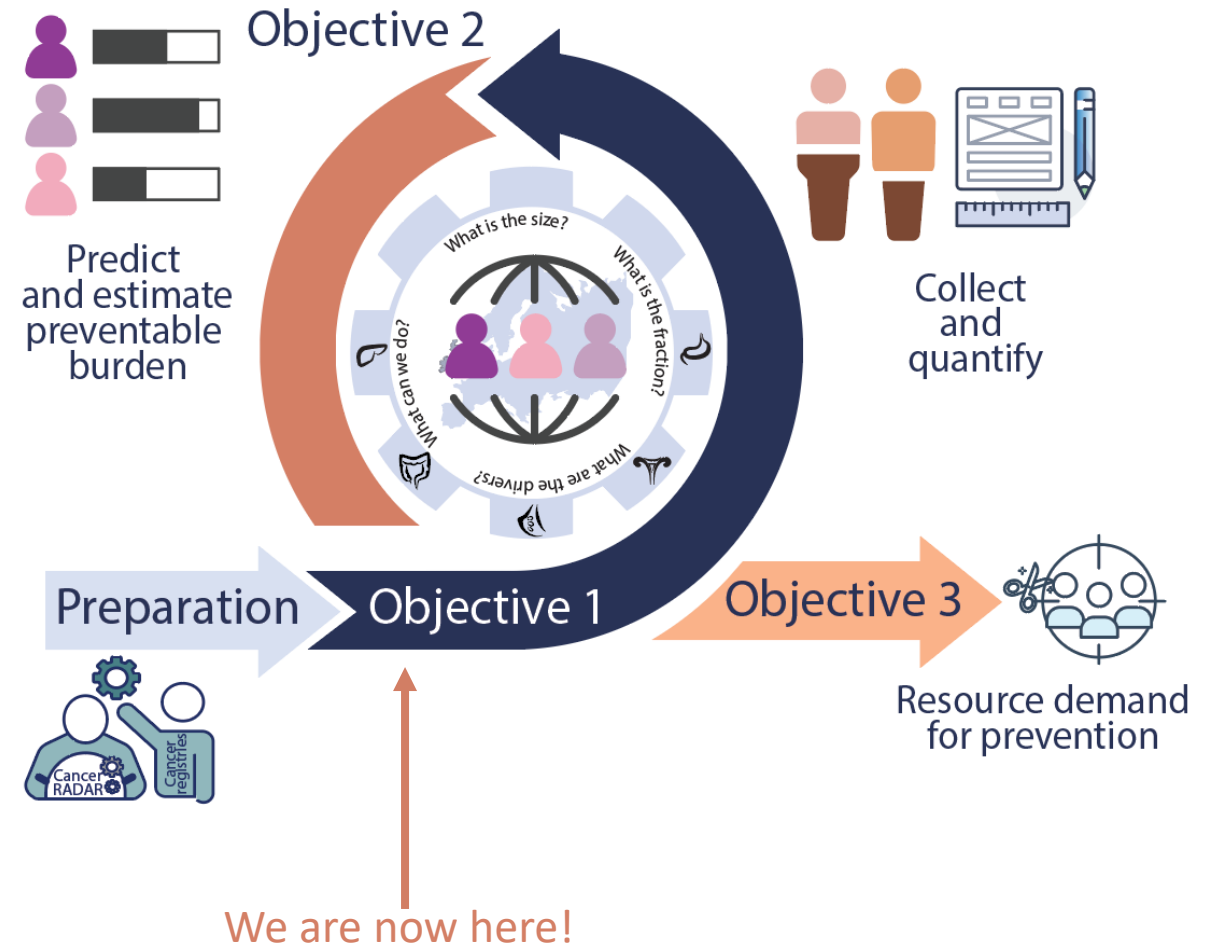 Objective 2
Predict
and estimate
preventable
burden
Collect
and
quantify
What is the size?
What is the fraction?
What are the drivers?
What can we do?
Preparation
Objective 1
Objective 3
Cancer
RADAR
Cancer
registries
Resource demand
for prevention
We are now here!